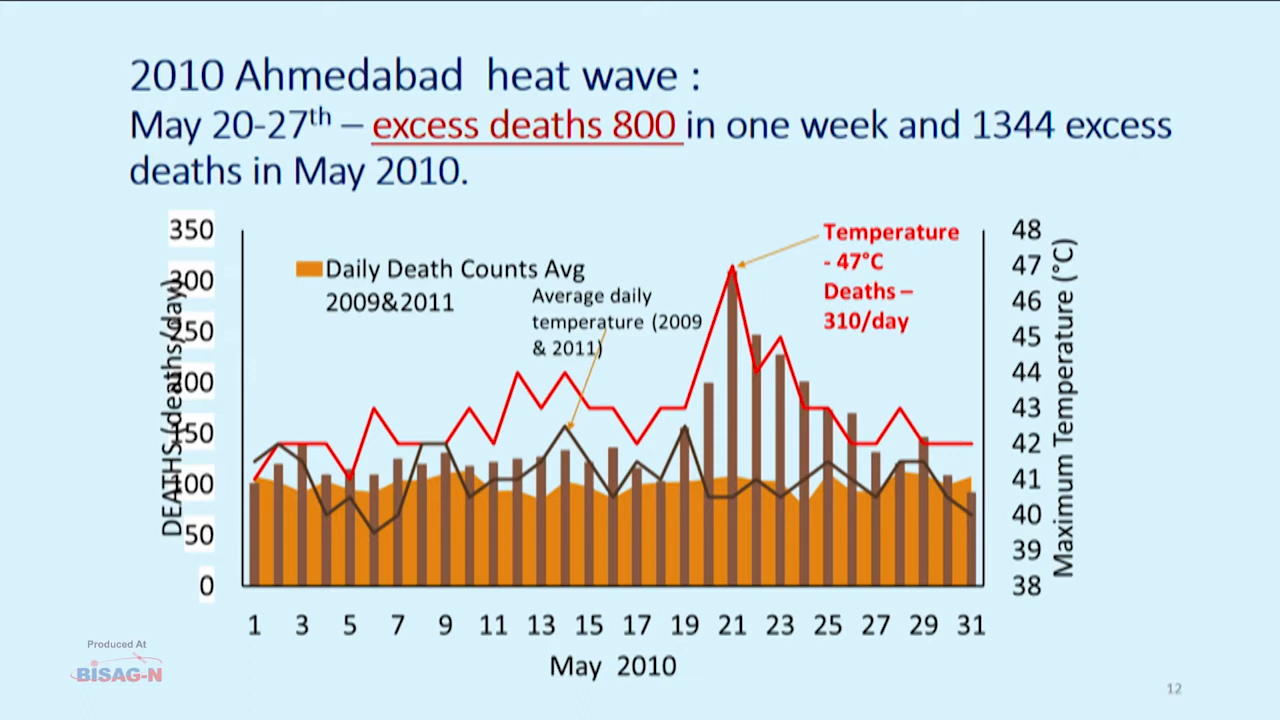 2010 Ahmedabad heat wave :
May 20-27th – excess deaths 800 in one week and 1344 excess
deaths in May 2010.
350
300
250
200
150
100
50
0
DEATHS (deaths/day)
Daily Death Counts Avg
2009&2011
Average daily
temperature (2009
& 2011)
Temperature
- 47°C
Deaths –
310/day
48
47
46
45
44
43
42
41
40
39
38
Maximum Temperature (°C)
1 3 5 7 9 11 13 15 17 19 21 23 25 27 29 31
May 2010
Produced At
BISAG-N
12